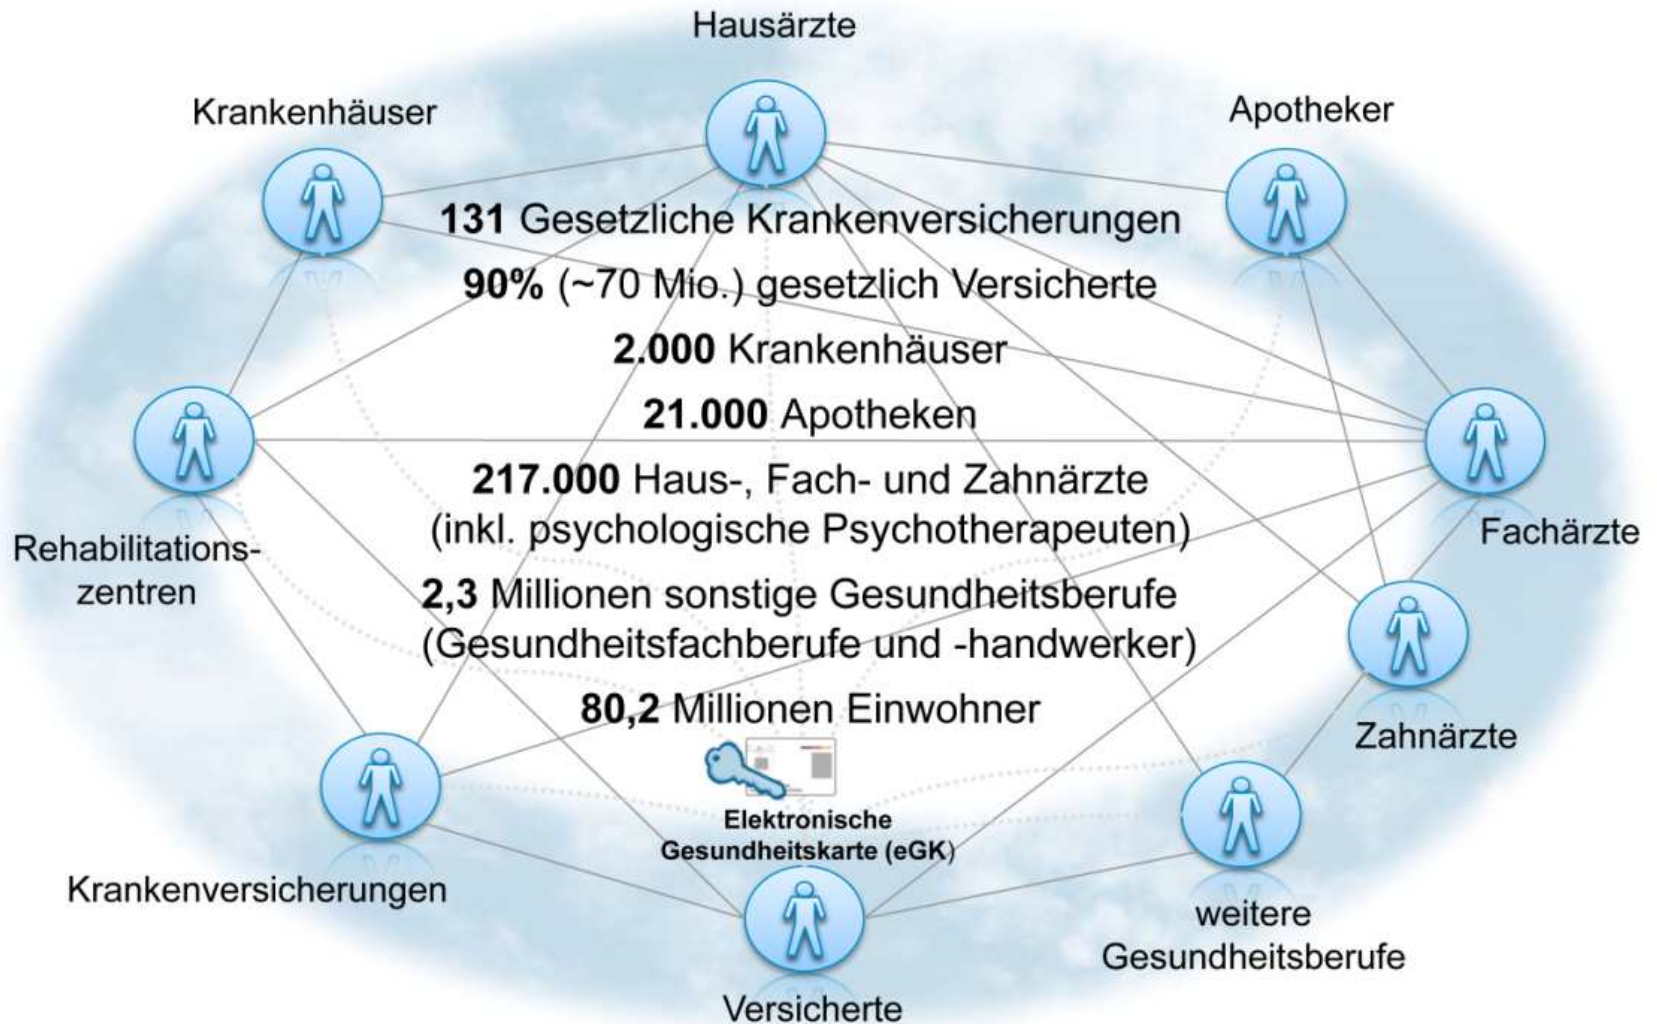 Hausärzte
Krankenhäuser
Apotheker
131 Gesetzliche Krankenversicherungen
90% (~70 Mio.) gesetzlich Versicherte
2.000 Krankenhäuser
21.000 Apotheken
217.000 Haus-, Fach- und Zahnärzte
(inkl. psychologische Psychotherapeuten)
Fachärzte
Rehabilitations-
zentren
2,3 Millionen sonstige Gesundheitsberufe
(Gesundheitsfachberufe und -handwerker)
80,2 Millionen Einwohner
Zahnärzte
Elektronische
Gesundheitskarte (eGK)
Krankenversicherungen
weitere
Gesundheitsberufe
Versicherte